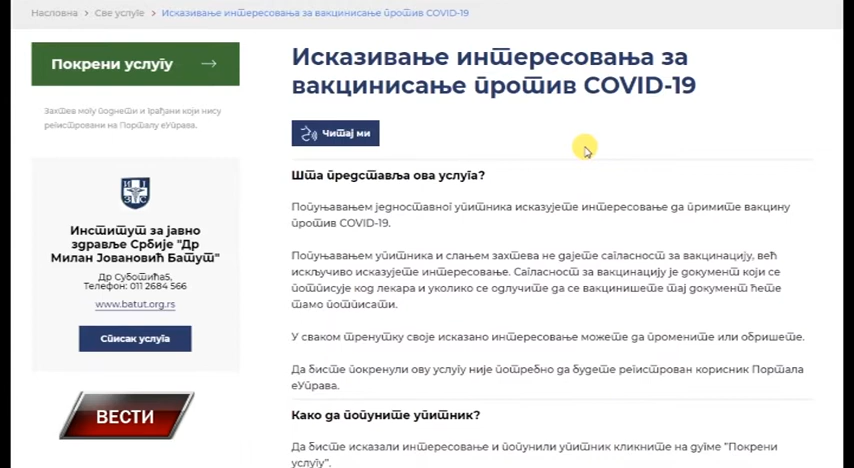 Насловна > Све услуге > Исказивање интересовања за вакцинисање против COVID-19
Покрени услугу →
Захтев могу поднети и грађани који нису
регистровани на Порталу еУправа.
Институт за јавно
здравље Србије "Др
Милан Јовановић Батут"
Др Суботића5,
Телефон: 011 2684 566
www.batut.org.rs
Списак услуга
ВЕСТИ
Исказивање интересовања за
вакцинисање против COVID-19
Читај ми
Шта представља ова услуга?
Попуњавањем једноставног упитника исказујете интересовање да примите вакцину
против COVID-19.
Попуњавањем упитника и слањем захтева не дајете сагласност за вакцинацију, већ
искључиво исказујете интересовање. Сагласност за вакцинацију је документ који се
потписује код лекара и уколико се одлучите да се вакцинишете тај документ ћете
тамо потписати.
У сваком тренутку своје исказано интересовање можете да промените или обришете.
Да бисте покренули ову услугу није потребно да будете регистрован корисник Портала
еУправа.
Како да попуните упитник?
Да бисте исказали интересовање и попунили упитник кликните на дугме "Покрени
услугу".